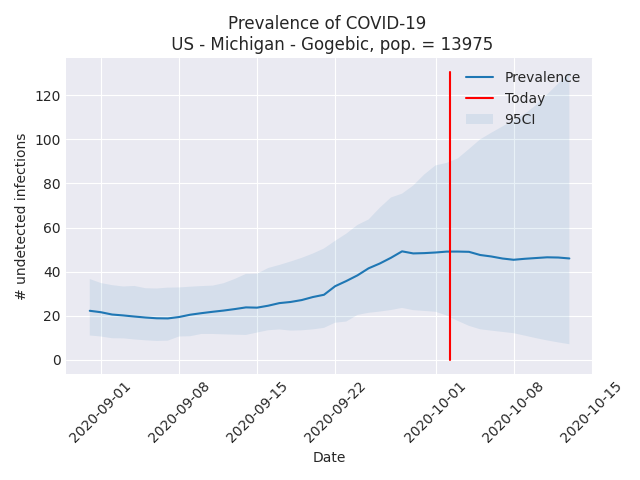 Prevalence of COVID-19
US - Michigan - Gogebic, pop. = 13975
# undetected infections
120
100
80
60
40
20
0
Prevalence
Today
95CI
2020-09-01
2020-09-08
2020-09-15
2020-09-22
2020-10-01
2020-10-08
2020-10-15
Date